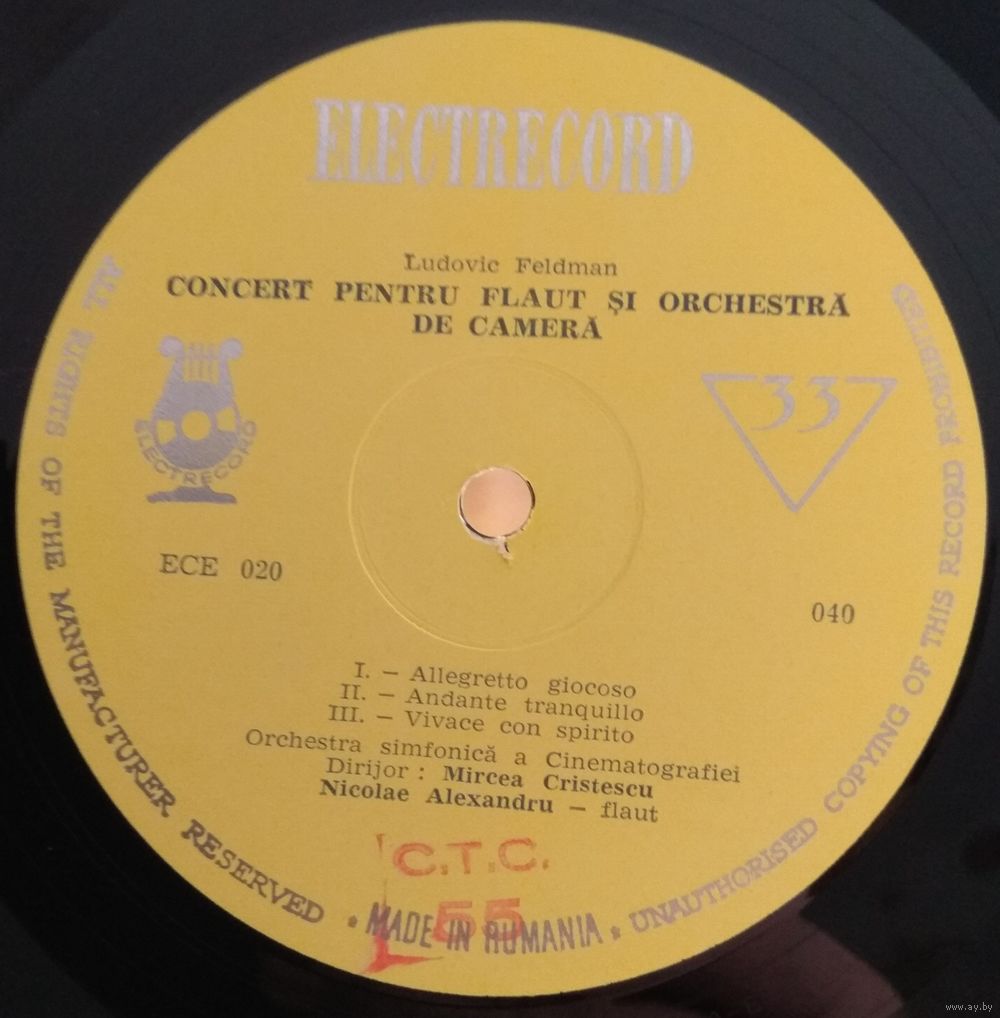 ELECTRECORD
Ludovic Feldman
CONCERT PENTRU FLAUT ȘI ORCHESTRĂ
DE CAMERĂ
ELECTRECORD
33
ECE 020
040
I. – Allegretto giocoso
II. – Andante tranquillo
III. – Vivace con spirito
Orchestra simfonică a Cinematografiei
Dirijor : Mircea Cristescu
Nicolae Alexandru – flaut
C.T.C.
55
ALL RIGHTS OF THE MANUFACTURER RESERVED * MADE IN RUMANIA * UNAUTHORISED COPYING OF THIS RECORD PROHIBITED
www.ay.by